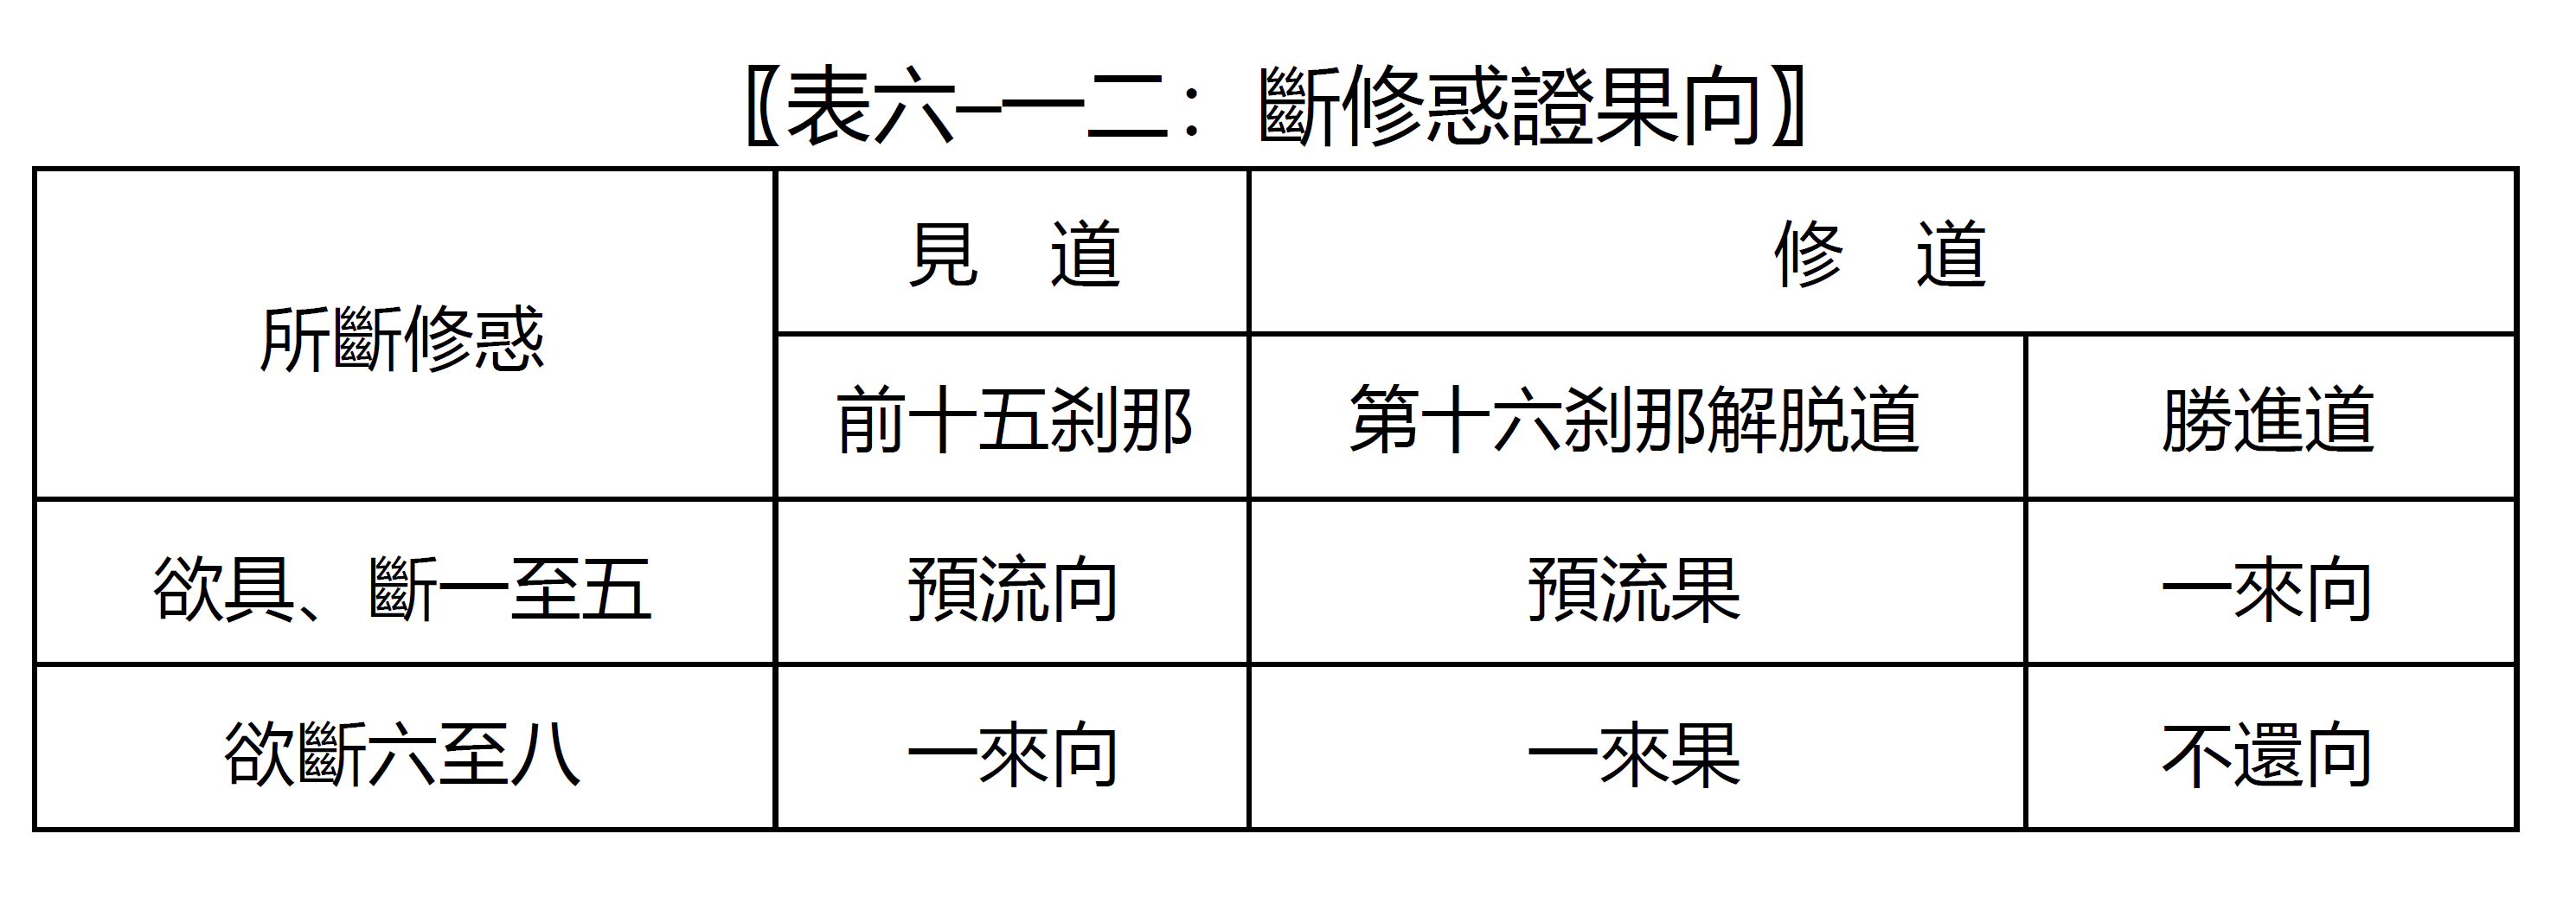 〖表六–一二：斷修惑證果向〗
所斷修惑 見　道 修　道
前十五剎那 第十六剎那解脫道 勝進道
欲具、斷一至五 預流向 預流果 一來向
欲斷六至八 一來向 一來果 不還向